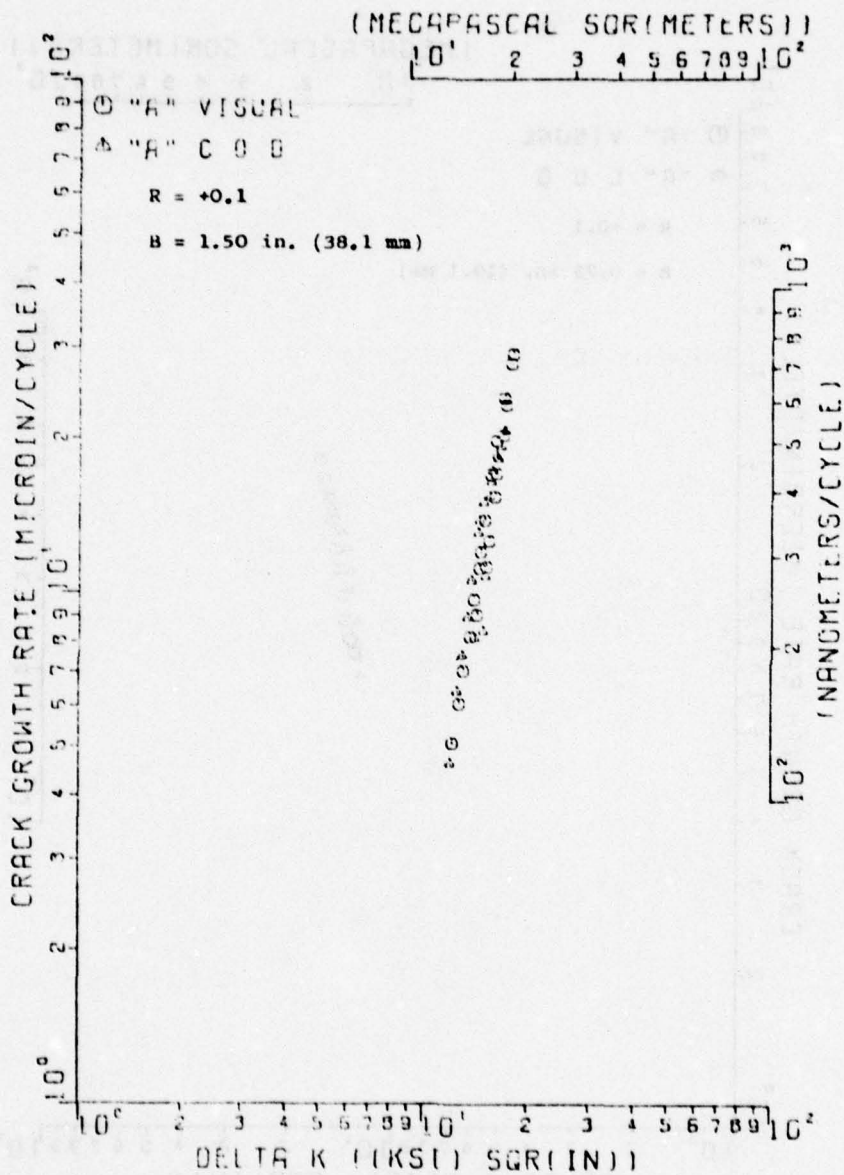 (MEGAPASCAL SQR(METERS))
10¹ 2 3 4 5 6 7 8 9 10²
"A" VISUAL
"A" C O D
R = +0.1
B = 1.50 in. (38.1 mm)
CRACK GROWTH RATE (MICROIN/CYCLE)
10² 9 8 7 6 5 4 3 2 10¹ 9 8 7 6 5 4 3 2 10⁰
10³ 9 8 7 6 5 4 3 2 10²
(NANOMETERS/CYCLE)
10⁰ 2 3 4 5 6 7 8 9 10¹ 2 3 4 5 6 7 8 9 10²
DELTA K ((KSI) SQR(IN))